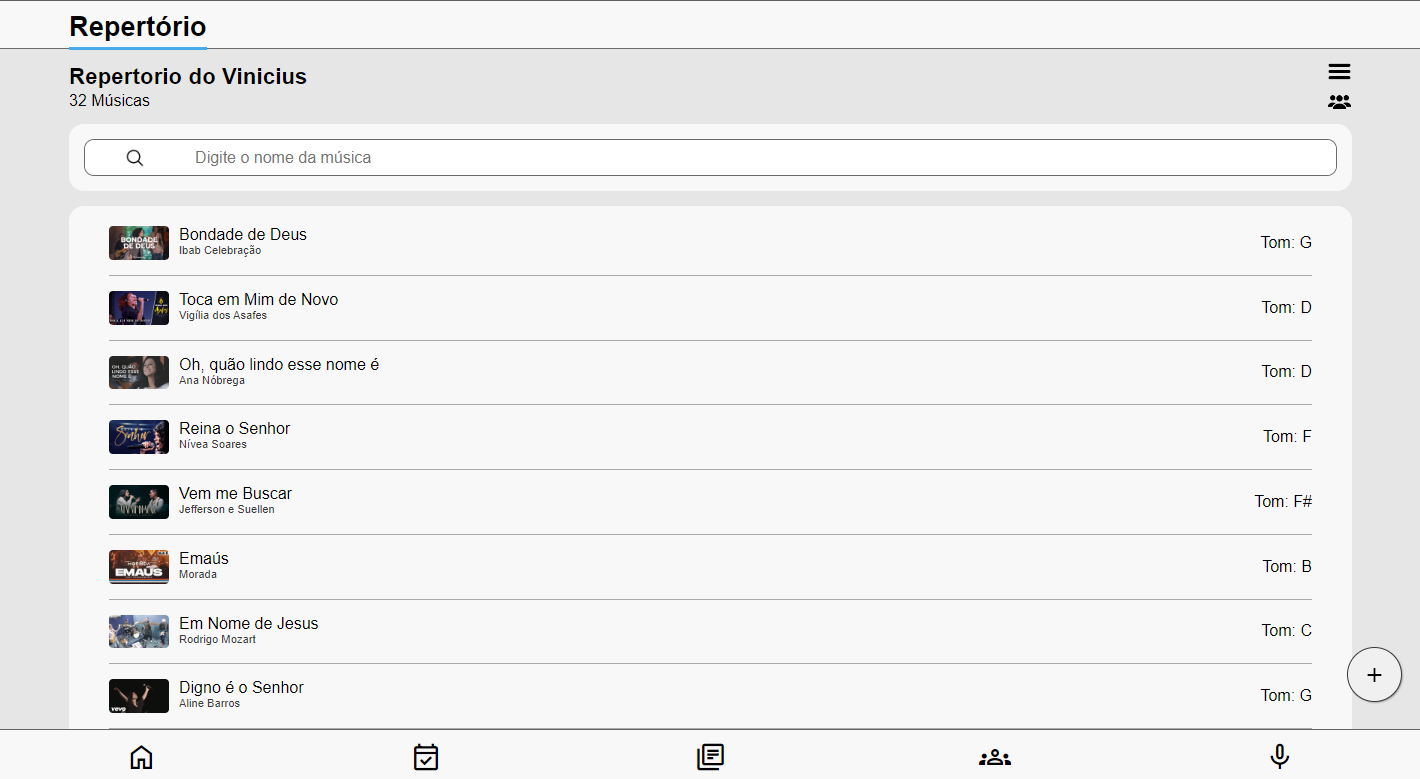 Repertório
Repertorio do Vinicius
32 Músicas
Digite o nome da música
BONDADE
DE DEUS
Bondade de Deus
Ibab Celebração
Tom: G
Toca em Mim de Novo
Vigília dos Asafes
Tom: D
OH, QUÃO
LINDO ESSE
NOME É
Oh, quão lindo esse nome é
Ana Nóbrega
Tom: D
Senhor
Reina o Senhor
Nívea Soares
Tom: F
Vem me Buscar
Jefferson e Suellen
Tom: F#
EMAÚS
Emaús
Morada
Tom: B
Em Nome de Jesus
Rodrigo Mozart
Tom: C
vevo
Digno é o Senhor
Aline Barros
Tom: G
+